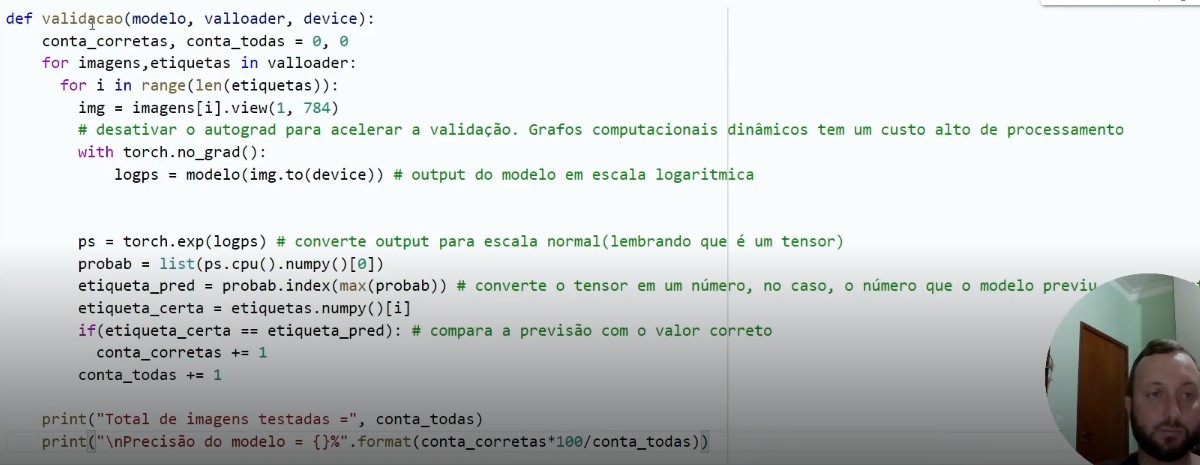 def validacao(modelo, valloader, device):
conta_corretas, conta_todas = 0, 0
for imagens,etiquetas in valloader:
for i in range(len(etiquetas)):
img = imagens[i].view(1, 784)
# desativar o autograd para acelerar a validação. Grafos computacionais dinâmicos tem um custo alto de processamento
with torch.no_grad():
logps = modelo(img.to(device)) # output do modelo em escala logaritmica
ps = torch.exp(logps) # converte output para escala normal(lembrando que é um tensor)
probab = list(ps.cpu().numpy()[0])
etiqueta_pred = probab.index(max(probab)) # converte o tensor em um número, no caso, o número que o modelo previu
etiqueta_certa = etiquetas.numpy()[i]
if(etiqueta_certa == etiqueta_pred): # compara a previsão com o valor correto
conta_corretas += 1
conta_todas += 1
print("Total de imagens testadas =", conta_todas)
print("\nPrecisão do modelo = {}%".format(conta_corretas*100/conta_todas))